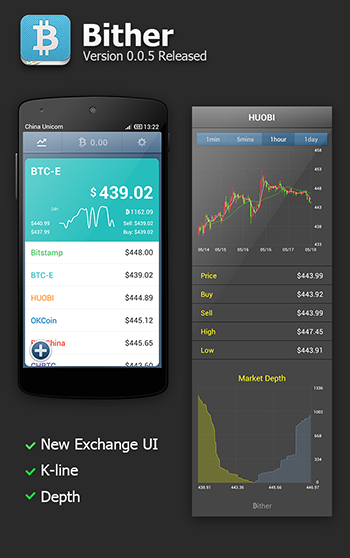 Bither
Version 0.0.5 Released
China Unicom 13:22
B 0.00
BTC-E
$ 439.02
24h
B 1162.09
$440.99 Sell: $439.02
$437.99 Buy: $439.02
Bitstamp $448.00
BTC-E $439.02
HUOBI $444.89
OKCoin $445.12
China $445.65
CHBTC $443.60
HUOBI
1min 5mins 1hour 1day
458
453
448
443
438
433
05/14 05/15 05/16 05/17 05/18
Price $443.99
Buy $443.92
Sell $443.99
High $447.45
Low $443.91
Market Depth
1336
1003
668
334
0
438.91 443.36 445.66 446.97
Bither
New Exchange UI
K-line
Depth